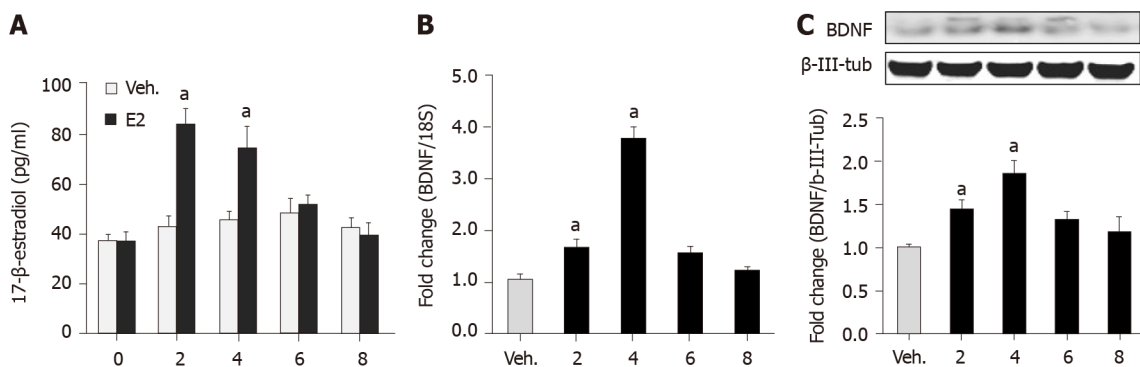 A
17-β-estradiol (pg/ml)
100
80
60
40
20
0
Veh.
E2
a
a
0 2 4 6 8
B
Fold change (BDNF/18S)
5.0
4.0
3.0
2.0
1.0
0.0
a
a
Veh. 2 4 6 8
C
BDNF
β-III-tub
Fold change (BDNF/b-III-Tub)
2.5
2.0
1.5
1.0
0.5
0.0
a
a
Veh. 2 4 6 8